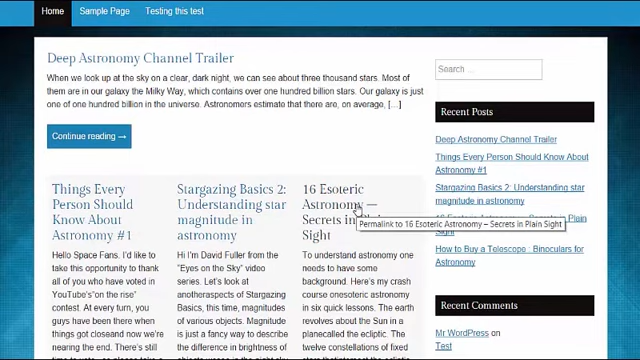 Home Sample Page Testing this test
Deep Astronomy Channel Trailer
When we look up at the sky on a clear, dark night, we can see about three thousand stars. Most of
them are in our galaxy the Milky Way, which contains over one hundred billion stars. Our galaxy is just
one of one hundred billion in the universe. Astronomers estimate that there are, on average, [...]
Continue reading →
Things Every
Person Should
Know About
Astronomy #1
Hello Space Fans. I'd like to
take this opportunity to thank
all of you who have voted in
YouTube's"on the rise"
contest. At every turn, you
guys have been there when
things got closeand now we're
nearing the end. There's still
Stargazing Basics 2:
Understanding star
magnitude in
astronomy
Hi I'm David Fuller from the
"Eyes on the Sky" video
series. Let's look at
anotheraspects of Stargazing
Basics, this time, magnitudes
of various objects. Magnitude
is just a fancy way to describe
the difference in brightness of
16 Esoteric
Astronomy —
Secrets in
Sight
To understand astronomy one
needs to have some
background. Here's my crash
course onesoteric astronomy
in six quick lessons. The earth
revolves about the Sun in a
planecalled the ecliptic. The
twelve constellations of fixed
Permalink to 16 Esoteric Astronomy – Secrets in Plain Sight
Search ...
Recent Posts
Deep Astronomy Channel Trailer
Things Every Person Should Know About
Astronomy #1
Stargazing Basics 2: Understanding star
magnitude in astronomy
Plain
Sight
How to Buy a Telescope : Binoculars for
Astronomy
Recent Comments
Mr WordPress on
Test